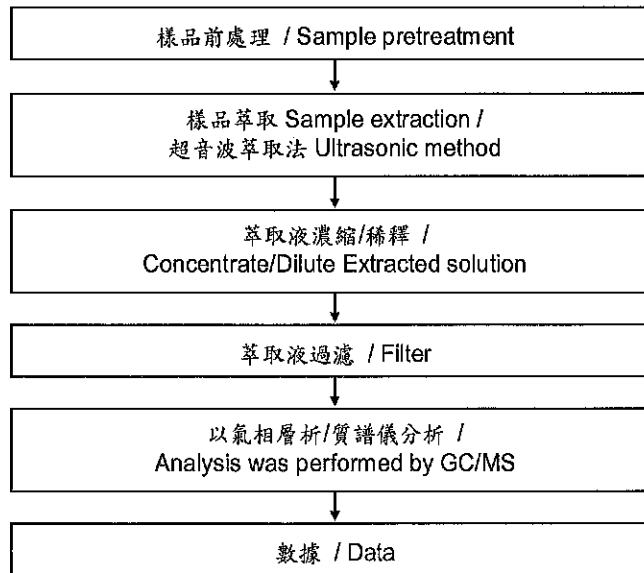 樣品前處理 / Sample pretreatment
樣品萃取 Sample extraction /
超音波萃取法 Ultrasonic method
萃取液濃縮/稀釋 /
Concentrate/Dilute Extracted solution
萃取液過濾 / Filter
以氣相層析/質譜儀分析 /
Analysis was performed by GC/MS
數據 / Data